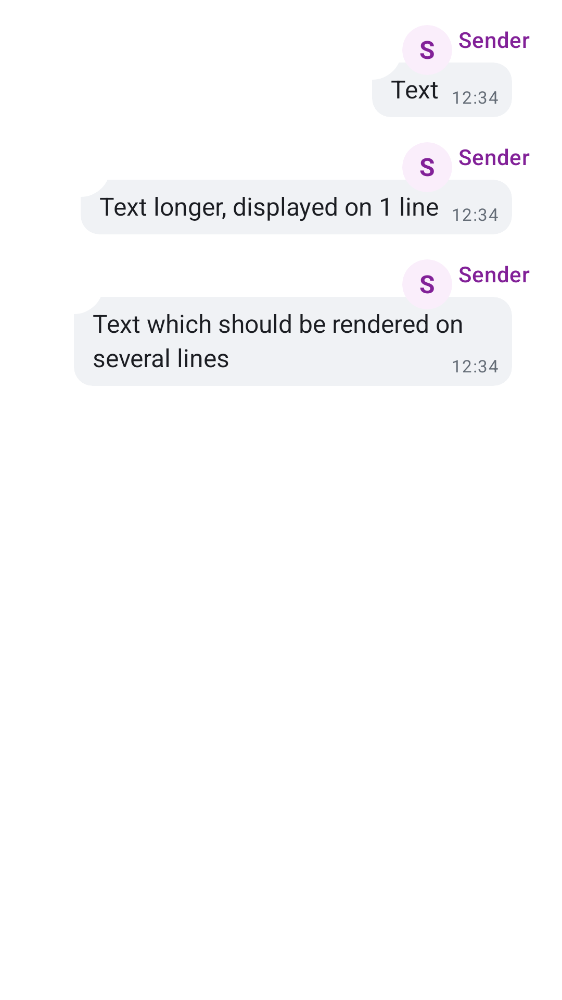 S Sender
Text 12:34
S Sender
Text longer, displayed on 1 line 12:34
S Sender
Text which should be rendered on
several lines 12:34